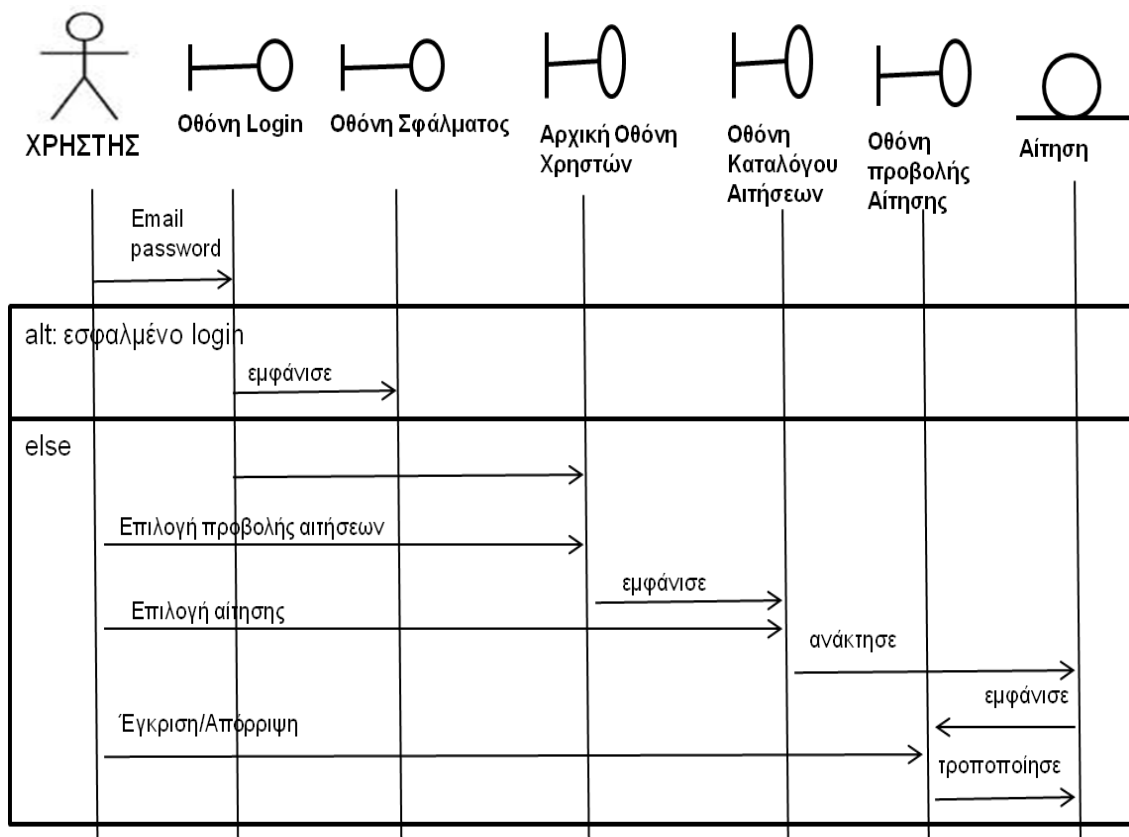 ΧΡΗΣΤΗΣ
Οθόνη Login
Οθόνη Σφάλματος
Αρχική Οθόνη
Χρηστών
Οθόνη
Καταλόγου
Αιτήσεων
Οθόνη
προβολής
Αίτησης
Αίτηση
Email
password
alt: εσφαλμένο login
εμφάνισε
else
Επιλογή προβολής αιτήσεων
εμφάνισε
Επιλογή αίτησης
ανάκτησε
εμφάνισε
Έγκριση/Απόρριψη
τροποποίησε